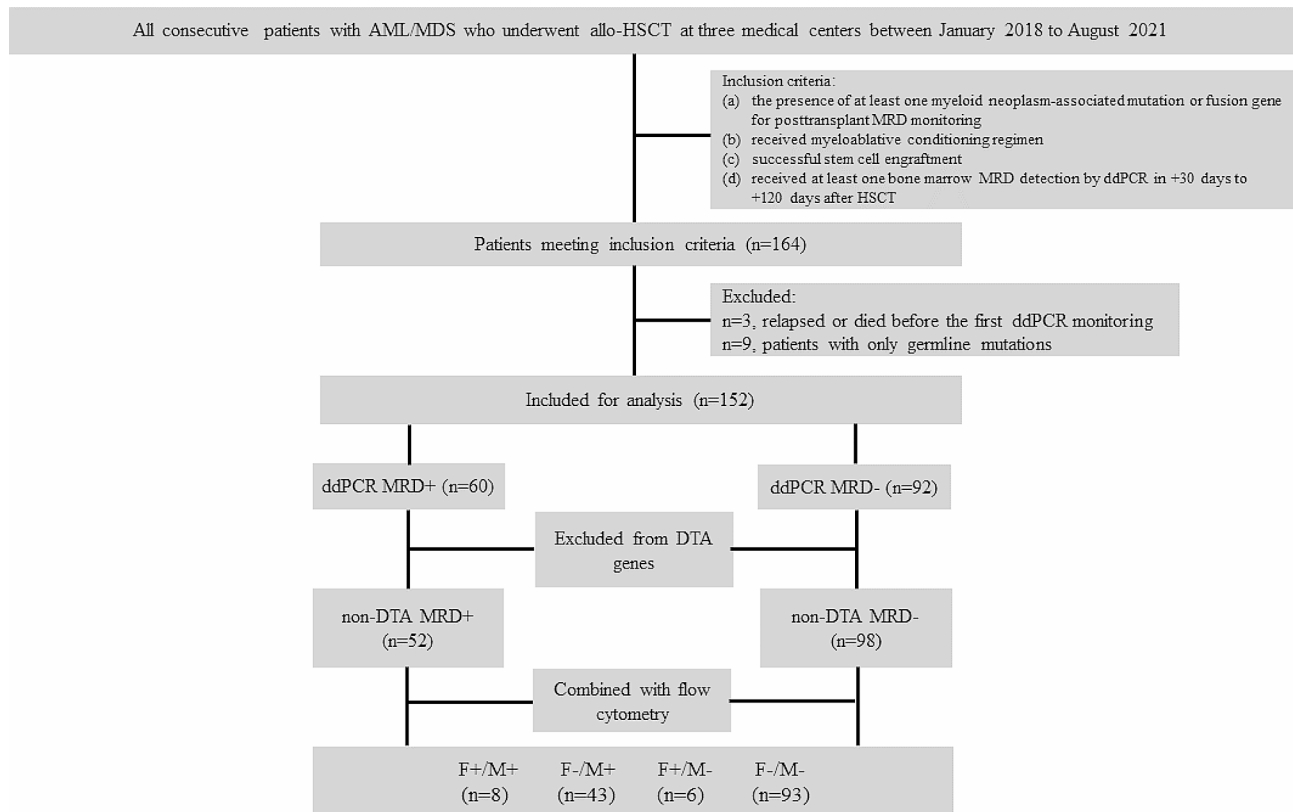 All consecutive patients with AML/MDS who underwent allo-HSCT at three medical centers between January 2018 to August 2021
Inclusion criteria:
(a) the presence of at least one myeloid neoplasm-associated mutation or fusion gene
for posttransplant MRD monitoring
(b) received myeloablative conditioning regimen
(c) successful stem cell engraftment
(d) received at least one bone marrow MRD detection by ddPCR in +30 days to
+120 days after HSCT
Patients meeting inclusion criteria (n=164)
Excluded:
n=3, relapsed or died before the first ddPCR monitoring
n=9, patients with only germline mutations
Included for analysis (n=152)
ddPCR MRD+ (n=60)
ddPCR MRD- (n=92)
Excluded from DTA
genes
non-DTA MRD+
(n=52)
non-DTA MRD-
(n=98)
Combined with flow
cytometry
F+/M+ F-/M+ F+/M- F-/M-
(n=8) (n=43) (n=6) (n=93)